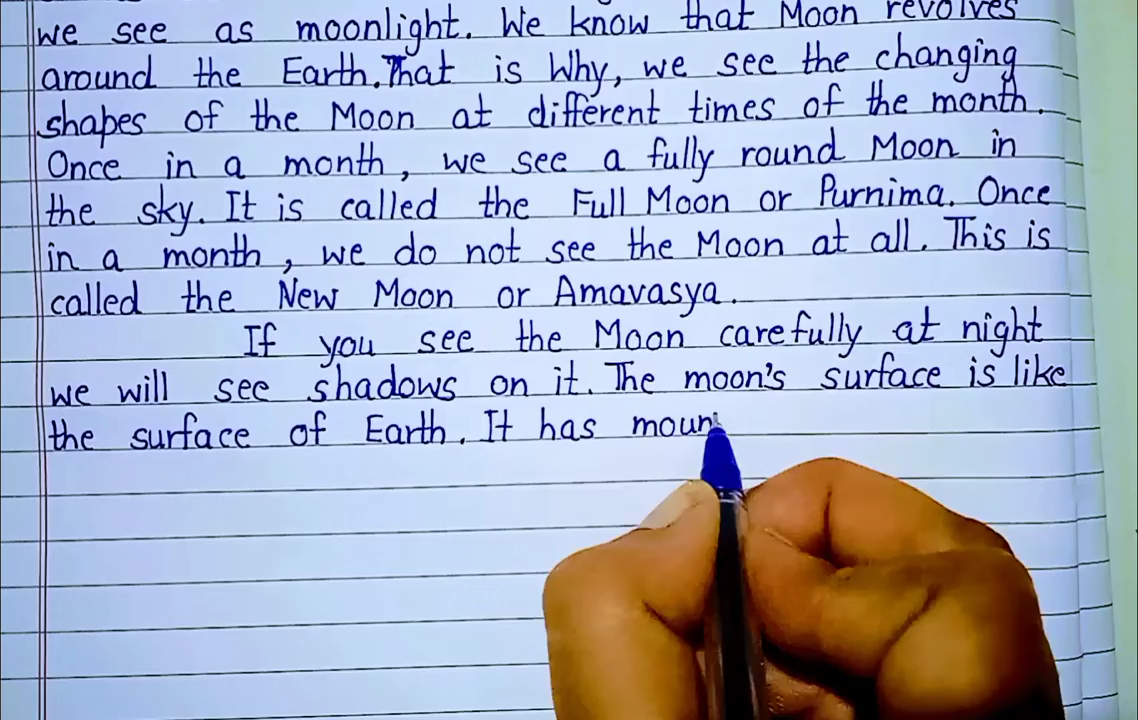 we see as moonlight. We know that Moon revolves
around the Earth. That is Why, we see the changing
shapes of the Moon at different times of the month.
Once in a month, we see a fully round Moon in
the sky. It is called the Full Moon or Purnima. Once
in a month, we do not see the Moon at all. This is
called the New Moon or Amavasya.
If you see the Moon carefully at night
we will see shadows on it. The moon's surface is like
the surface of Earth. It has moun